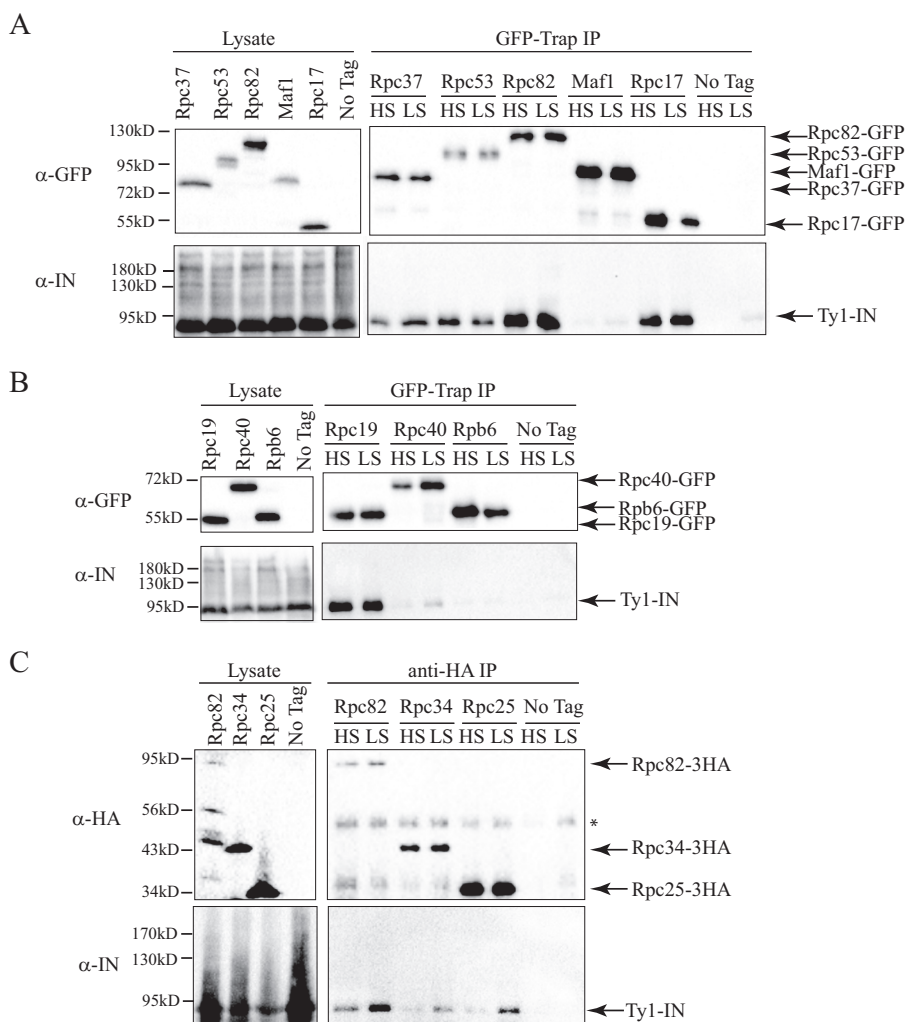 A
Lysate
GFP-Trap IP
Rpc37
Rpc53
Rpc82
Maf1
Rpc17
No Tag
Rpc37 Rpc53 Rpc82 Maf1 Rpc17 No Tag
HS LS HS LS HS LS HS LS HS LS HS LS
α-GFP
130kD
95kD
72kD
55kD
Rpc82-GFP
Rpc53-GFP
Maf1-GFP
Rpc37-GFP
Rpc17-GFP
α-IN
180kD
130kD
95kD
Ty1-IN
B
Lysate
GFP-Trap IP
Rpc19
Rpc40
Rpb6
No Tag
Rpc19 Rpc40 Rpb6 No Tag
HS LS HS LS HS LS HS LS
α-GFP
72kD
55kD
Rpc40-GFP
Rpb6-GFP
Rpc19-GFP
α-IN
180kD
130kD
95kD
Ty1-IN
C
Lysate
anti-HA IP
Rpc82
Rpc34
Rpc25
No Tag
Rpc82 Rpc34 Rpc25 No Tag
HS LS HS LS HS LS HS LS
α-HA
95kD
56kD
43kD
34kD
Rpc82-3HA
*
Rpc34-3HA
Rpc25-3HA
α-IN
170kD
130kD
95kD
Ty1-IN